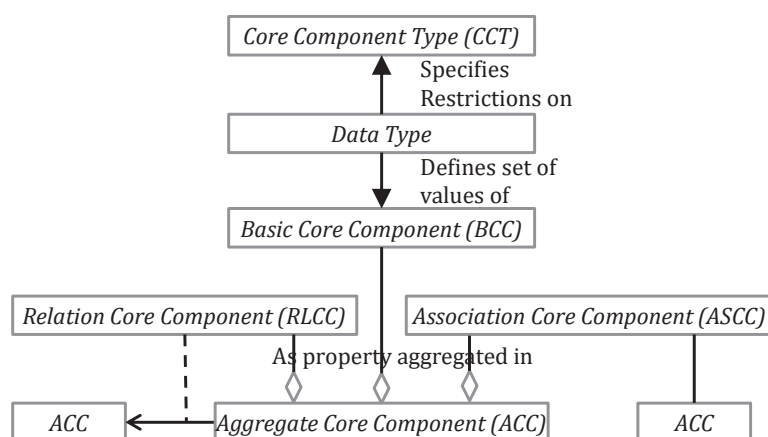 Core Component Type (CCT)
Specifies
Restrictions on
Data Type
Defines set of
values of
Basic Core Component (BCC)
Relation Core Component (RLCC)
Association Core Component (ASCC)
As property aggregated in
ACC
Aggregate Core Component (ACC)
ACC